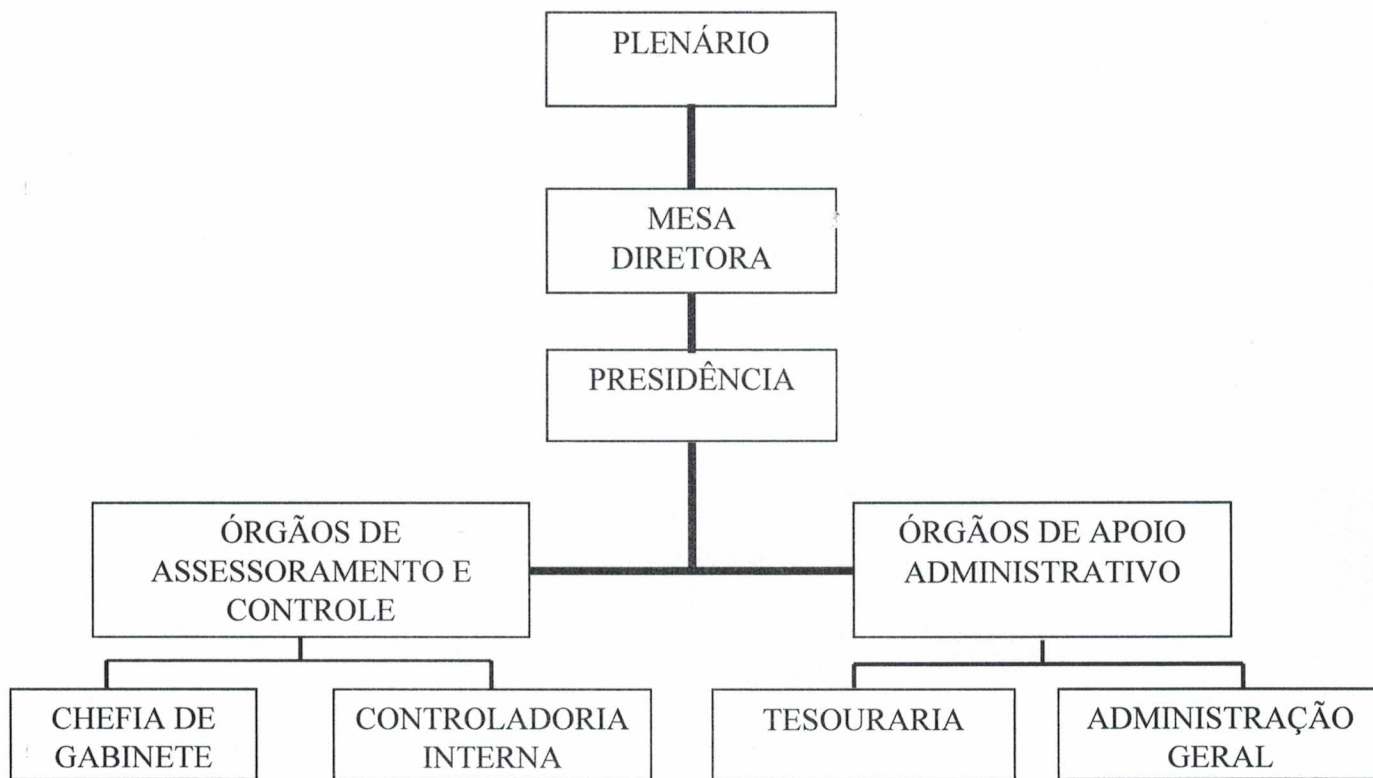 PLENÁRIO
MESA
DIRETORA
PRESIDÊNCIA
ÓRGÃOS DE
ASSESSORAMENTO E
CONTROLE
ÓRGÃOS DE APOIO
ADMINISTRATIVO
CHEFIA DE
GABINETE
CONTROLADORIA
INTERNA
TESOURARIA
ADMINISTRAÇÃO
GERAL